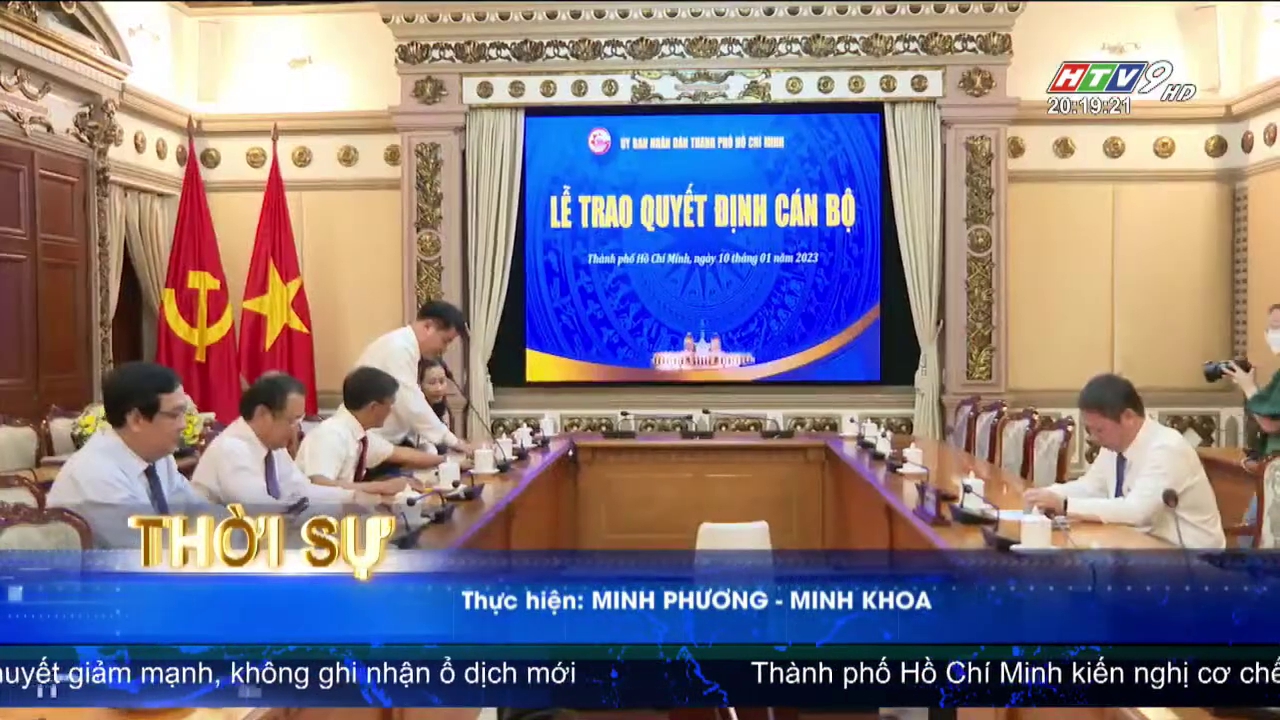 HTV9 HD
20:19:21
ỦY BAN NHÂN DÂN THÀNH PHỐ HỒ CHÍ MINH
LỄ TRAO QUYẾT ĐỊNH CÁN BỘ
Thành phố Hồ Chí Minh, ngày 10 tháng 01 năm 2023
THỜI SỰ
Thực hiện: MINH PHƯƠNG - MINH KHOA
huyết giảm mạnh, không ghi nhận ổ dịch mới
Thành phố Hồ Chí Minh kiến nghị cơ chế